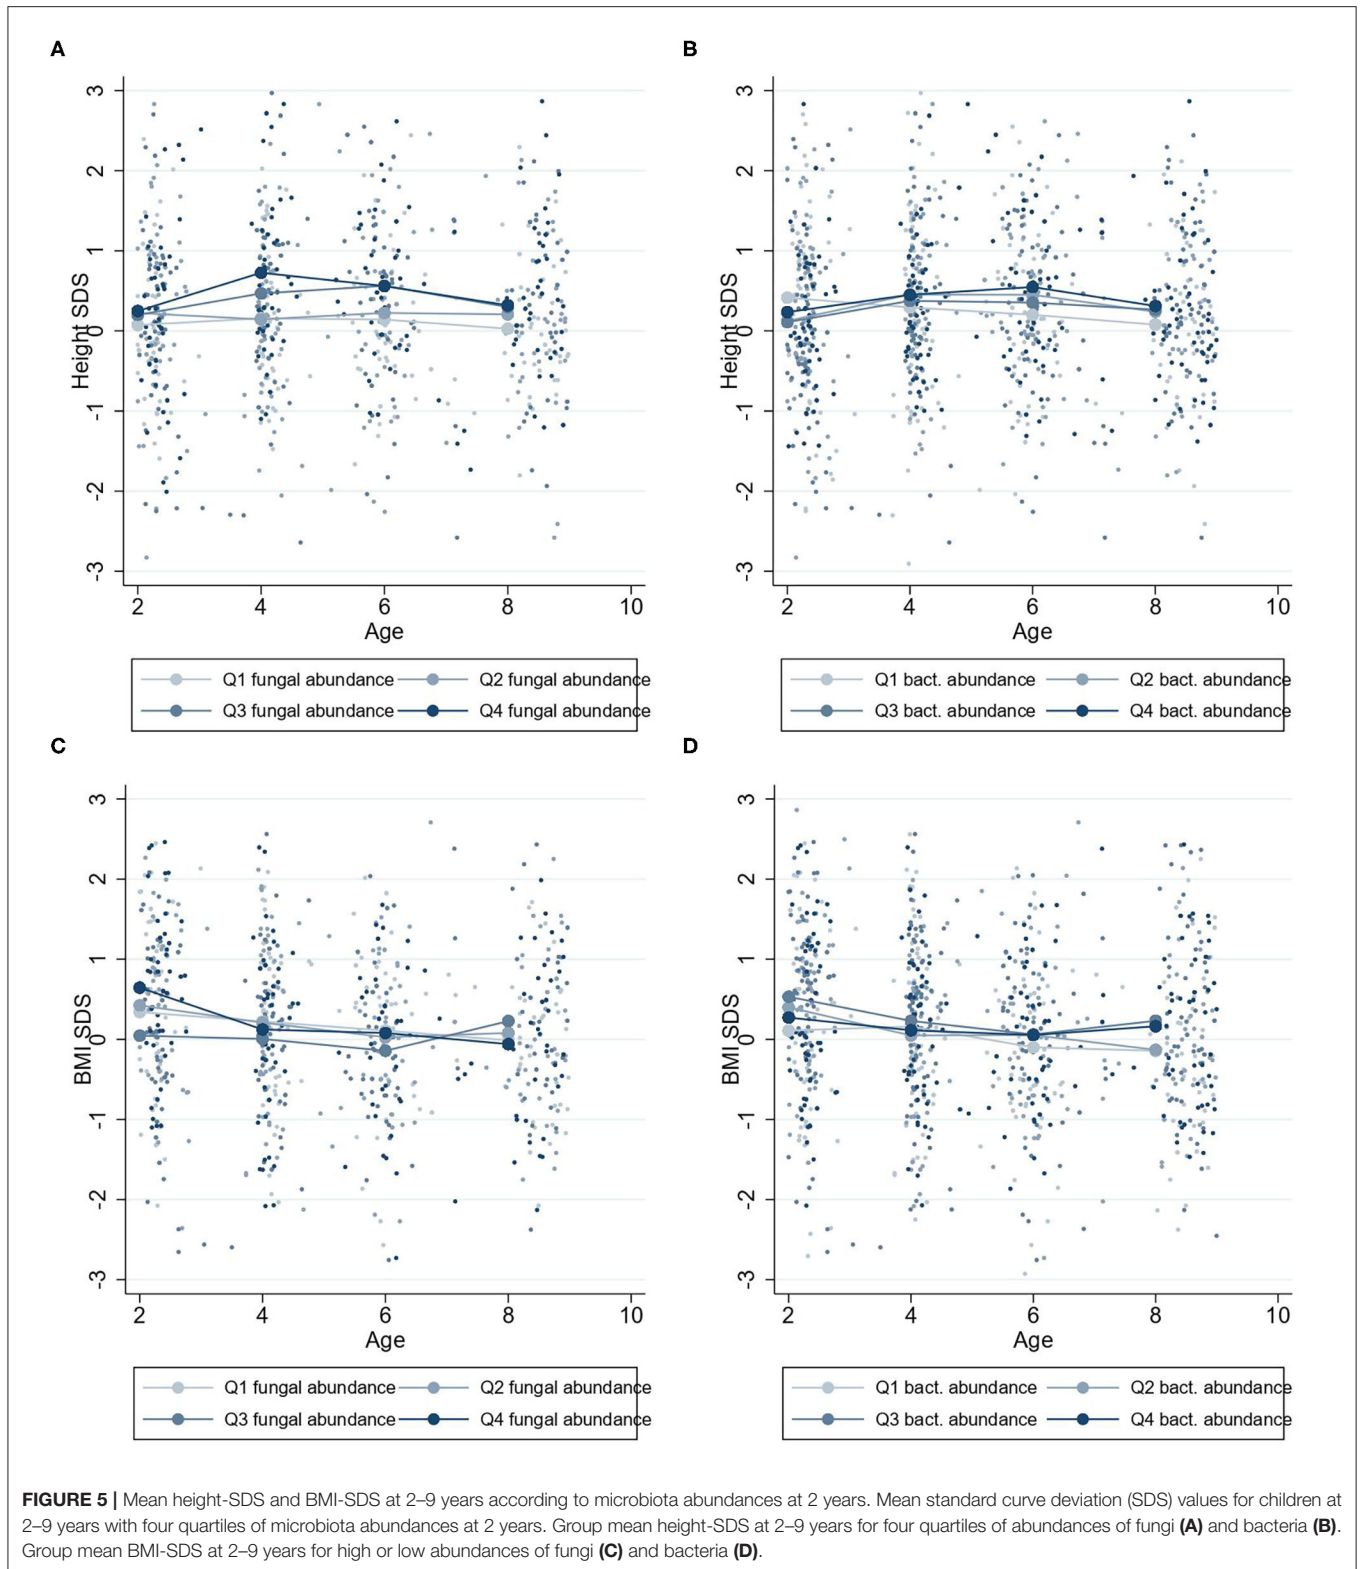 A
B
3
2
1
0
-1
-2
-3
Height SDS
2
4
6
8
10
Age
Q1 fungal abundance
Q2 fungal abundance
Q3 fungal abundance
Q4 fungal abundance
3
2
1
0
-1
-2
-3
Height SDS
2
4
6
8
10
Age
Q1 bact. abundance
Q2 bact. abundance
Q3 bact. abundance
Q4 bact. abundance
C
D
3
2
1
0
-1
-2
-3
BMI SDS
2
4
6
8
10
Age
Q1 fungal abundance
Q2 fungal abundance
Q3 fungal abundance
Q4 fungal abundance
3
2
1
0
-1
-2
-3
BMI SDS
2
4
6
8
10
Age
Q1 bact. abundance
Q2 bact. abundance
Q3 bact. abundance
Q4 bact. abundance
FIGURE 5 | Mean height-SDS and BMI-SDS at 2–9 years according to microbiota abundances at 2 years. Mean standard curve deviation (SDS) values for children at
2–9 years with four quartiles of microbiota abundances at 2 years. Group mean height-SDS at 2–9 years for four quartiles of abundances of fungi (A) and bacteria (B).
Group mean BMI-SDS at 2–9 years for high or low abundances of fungi (C) and bacteria (D).